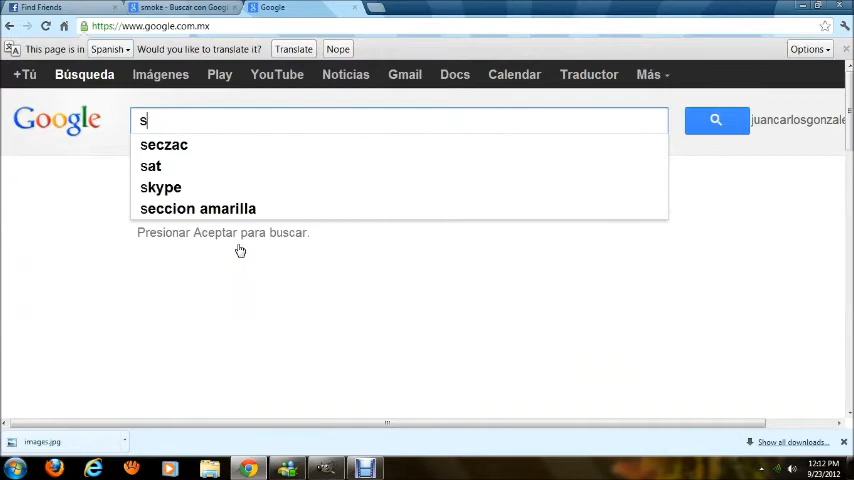 Find Friends
smoke - Buscar con Googl
Google
https://www.google.com.mx
This page is in Spanish Would you like to translate it? Translate Nope Options
+Tú Búsqueda Imágenes Play YouTube Noticias Gmail Docs Calendar Traductor Más
Google s juancarlosgonzale
seczac
sat
skype
seccion amarilla
Presionar Aceptar para buscar.
images.jpg Show all downloads...
12:12 PM
9/23/2012